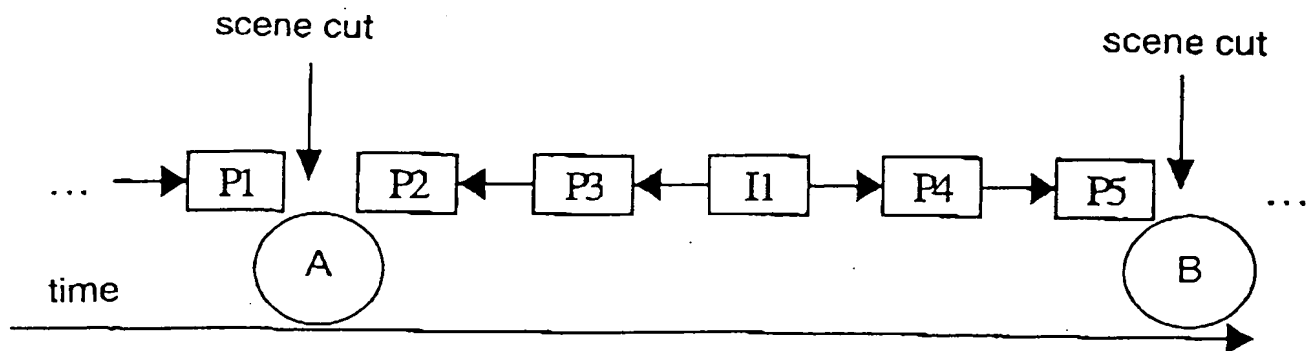 scene cut
scene cut
... P1 P2 P3 I1 P4 P5 ...
A B
time